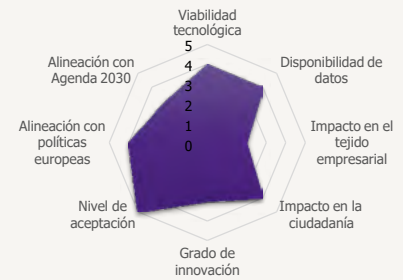 Viabilidad
tecnológica
Disponibilidad de
datos
Impacto en el
tejido
empresarial
Impacto en la
ciudadanía
Grado de
innovación
Nivel de
aceptación
Alineación con
políticas
europeas
Alineación con
Agenda 2030
5
4
3
2
1
0